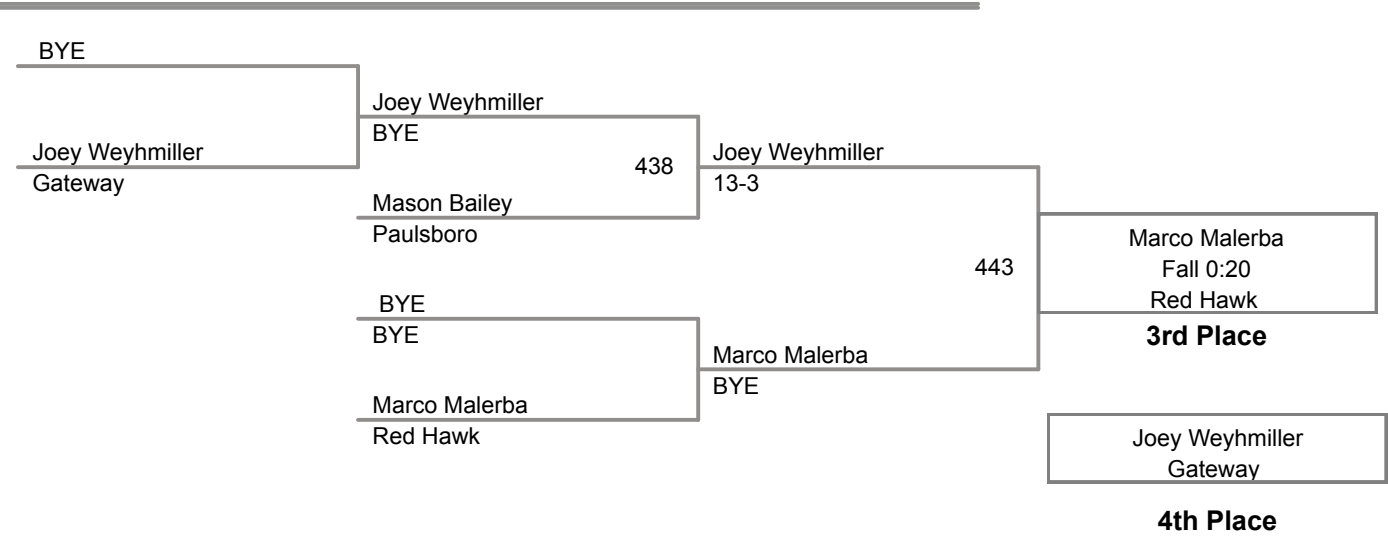 BYE
Joey Weyhmiller
Gateway
Joey Weyhmiller
BYE
438
Mason Bailey
Paulsboro
BYE
BYE
Marco Malerba
Red Hawk
Joey Weyhmiller
13-3
443
Marco Malerba
BYE
Marco Malerba
Fall 0:20
Red Hawk
3rd Place
Joey Weyhmiller
Gateway
4th Place